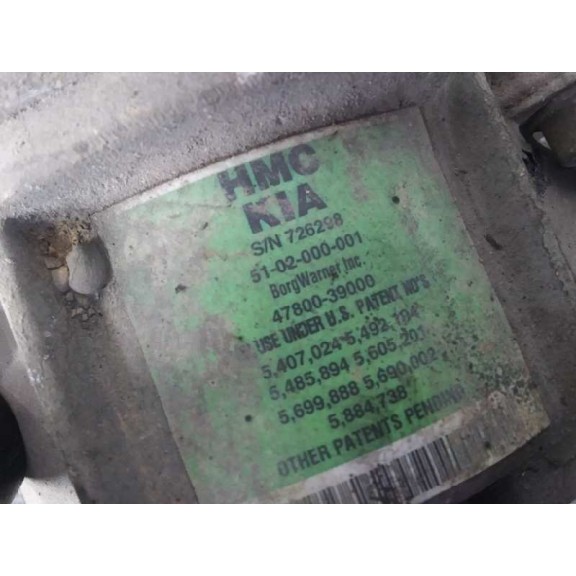 HMC
KIA
S/N 726298
51-02-000-001
BorgWarner Inc.
47800-39000
USE UNDER U.S. PATENT NO'S
5,407,024 5,492,194
5,485,894 5,605,201
5,699,888 5,690,002
5,884,738
OTHER PATENTS PENDING